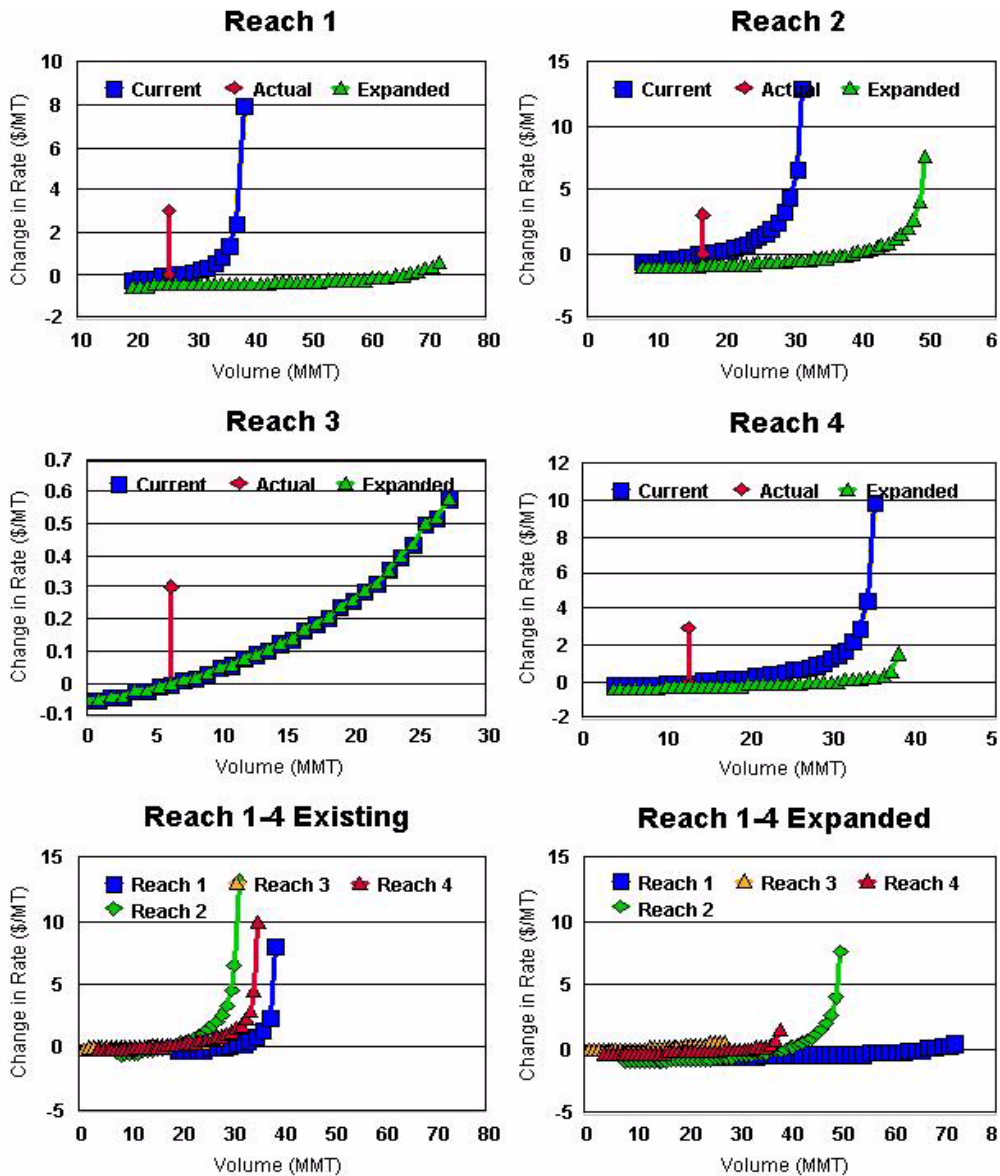 Reach 1
Change in Rate ($/MT)
10
8
6
4
2
0
-2
Current Actual Expanded
10 20 30 40 50 60 70 80
Volume (MMT)
Reach 2
Change in Rate ($/MT)
15
10
5
0
-5
Current Actual Expanded
0 10 20 30 40 50 6
Volume (MMT)
Reach 3
Change in Rate ($/MT)
0.7
0.6
0.5
0.4
0.3
0.2
0.1
0
-0.1
Current Actual Expanded
0 5 10 15 20 25 30
Volume (MMT)
Reach 4
Change in Rate ($/MT)
12
10
8
6
4
2
0
-2
Current Actual Expanded
0 10 20 30 40 5
Volume (MMT)
Reach 1-4 Existing
Change in Rate ($/MT)
15
10
5
0
-5
Reach 1 Reach 3 Reach 4
Reach 2
0 10 20 30 40 50 60 70 80
Volume (MMT)
Reach 1-4 Expanded
Change in Rate ($/MT)
15
10
5
0
-5
Reach 1 Reach 3 Reach 4
Reach 2
0 10 20 30 40 50 60 70 8
Volume (MMT)